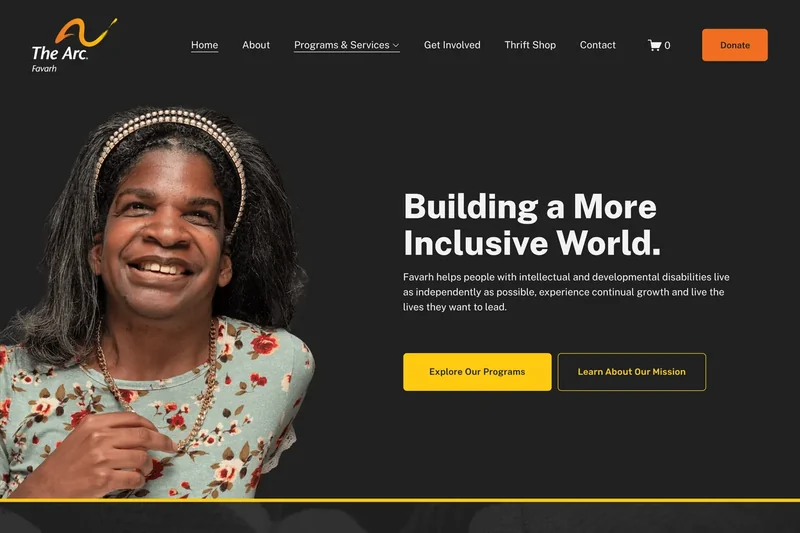 The Arc.
Favarh
Home
About
Programs & Services
Get Involved
Thrift Shop
Contact
0
Donate
Building a More
Inclusive World.
Favarh helps people with intellectual and developmental disabilities live
as independently as possible, experience continual growth and live the
lives they want to lead.
Explore Our Programs
Learn About Our Mission